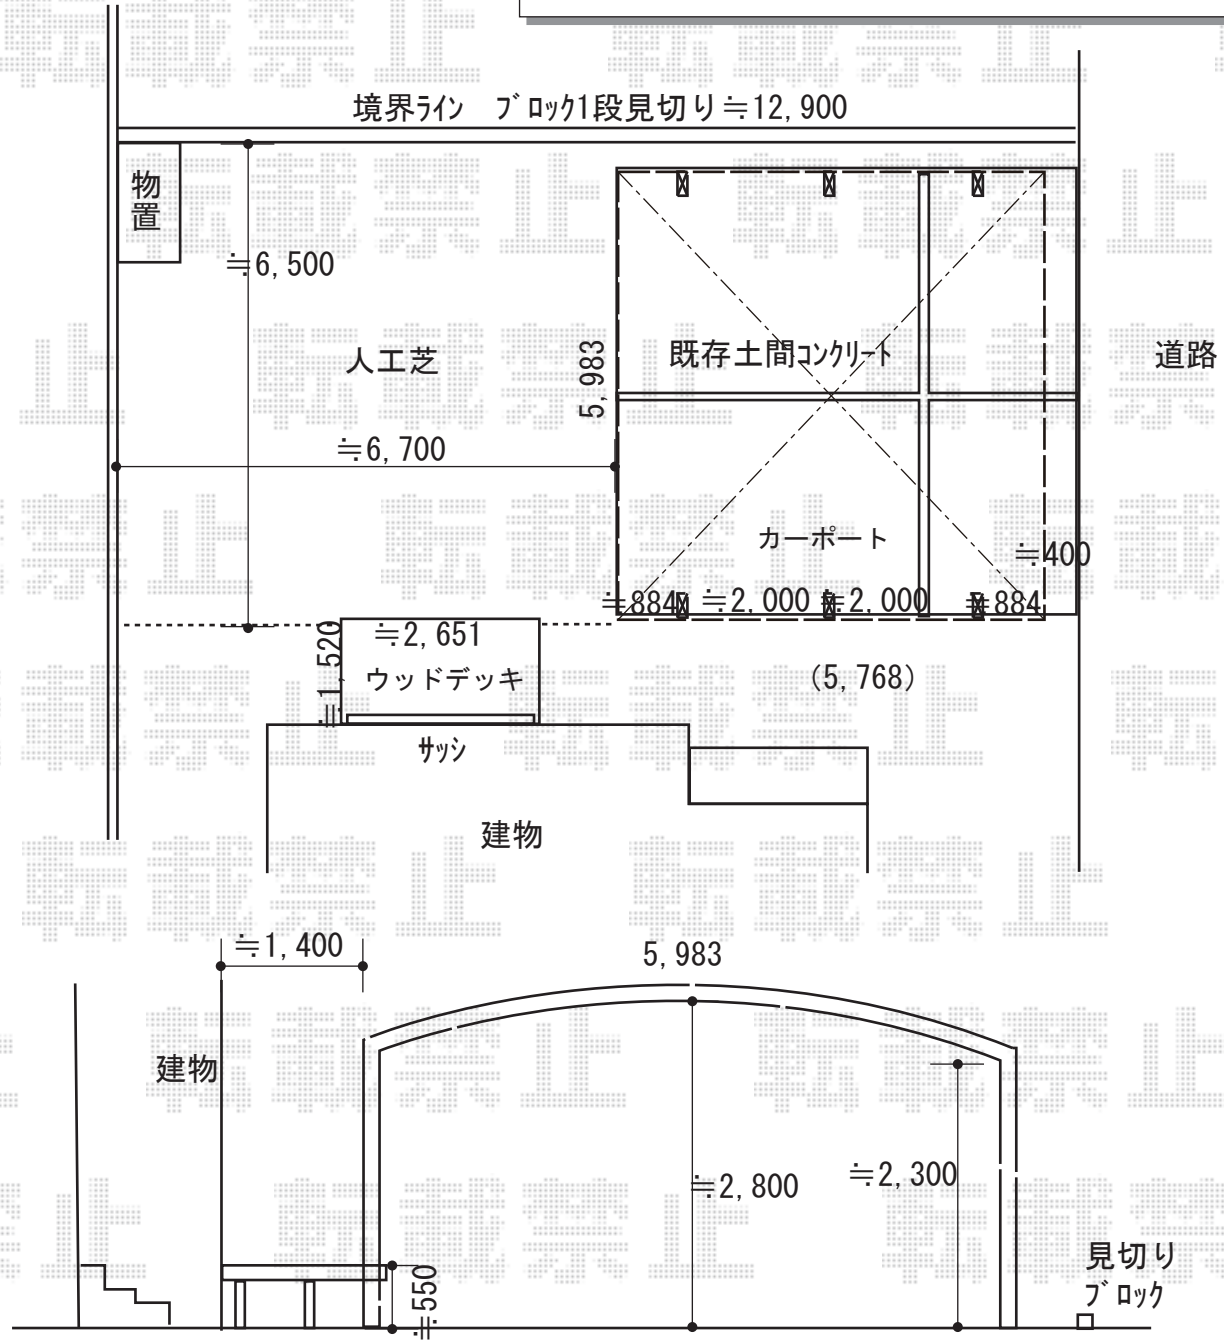 境界ライン　ブロック1段見切り≒12,900
物置
≒6,500
人工芝
5,983
既存土間コンクリート
道路
≒6,700
カーポート
≒400
≒884
≒2,000
≒2,000
≒884
≒1,520
≒2,651
ウッドデッキ
(5,768)
サッシ
建物
≒1,400
5,983
建物
≒2,800
≒2,300
≒550
見切り
ブロック
転載禁止